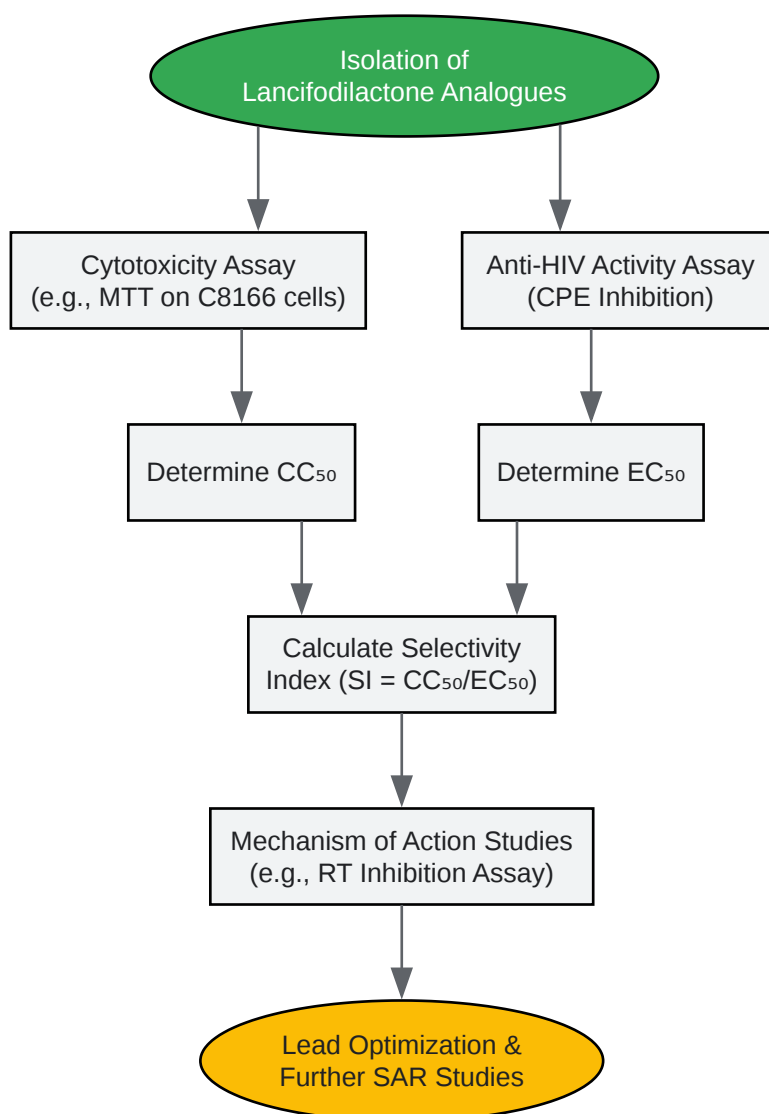 Isolation of
Lancifodilactone Analogues
Cytotoxicity Assay
(e.g., MTT on C8166 cells)
Anti-HIV Activity Assay
(CPE Inhibition)
Determine CC₅₀
Determine EC₅₀
Calculate Selectivity
Index (SI = CC₅₀/EC₅₀)
Mechanism of Action Studies
(e.g., RT Inhibition Assay)
Lead Optimization &
Further SAR Studies